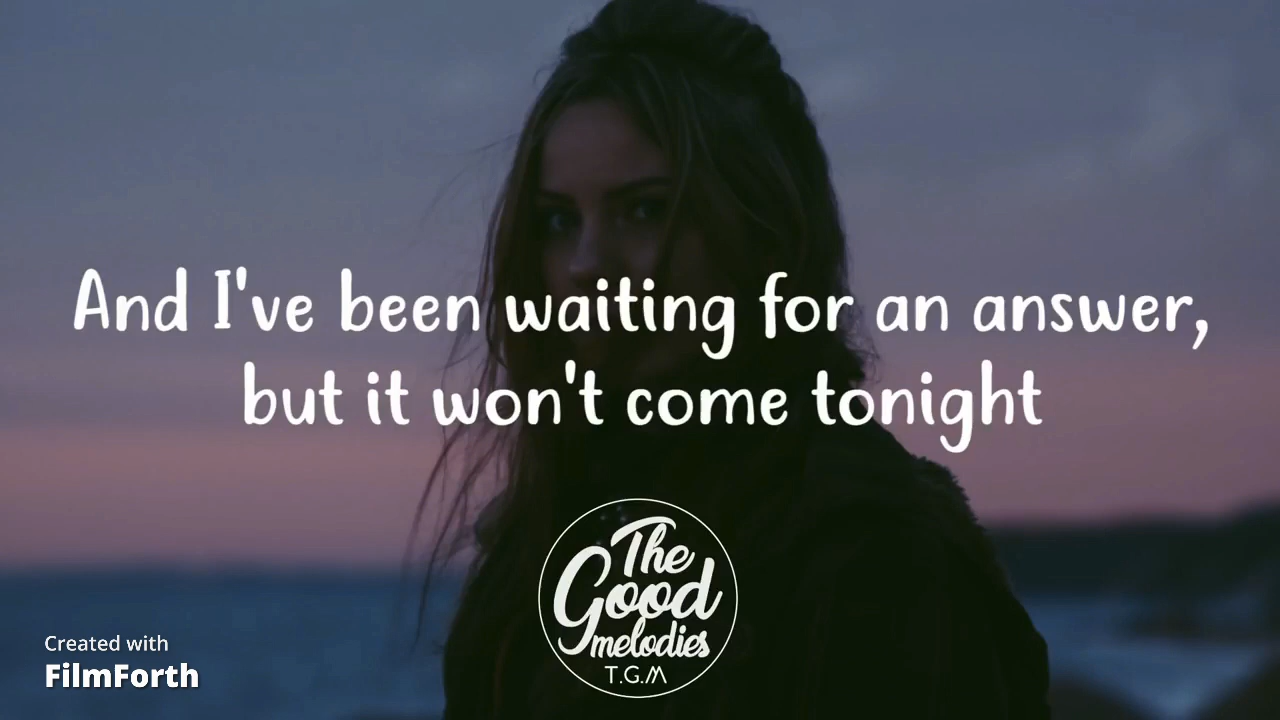 And I've been waiting for an answer,
but it won't come tonight
The
Good
melodies
T.G.M
Created with
FilmForth